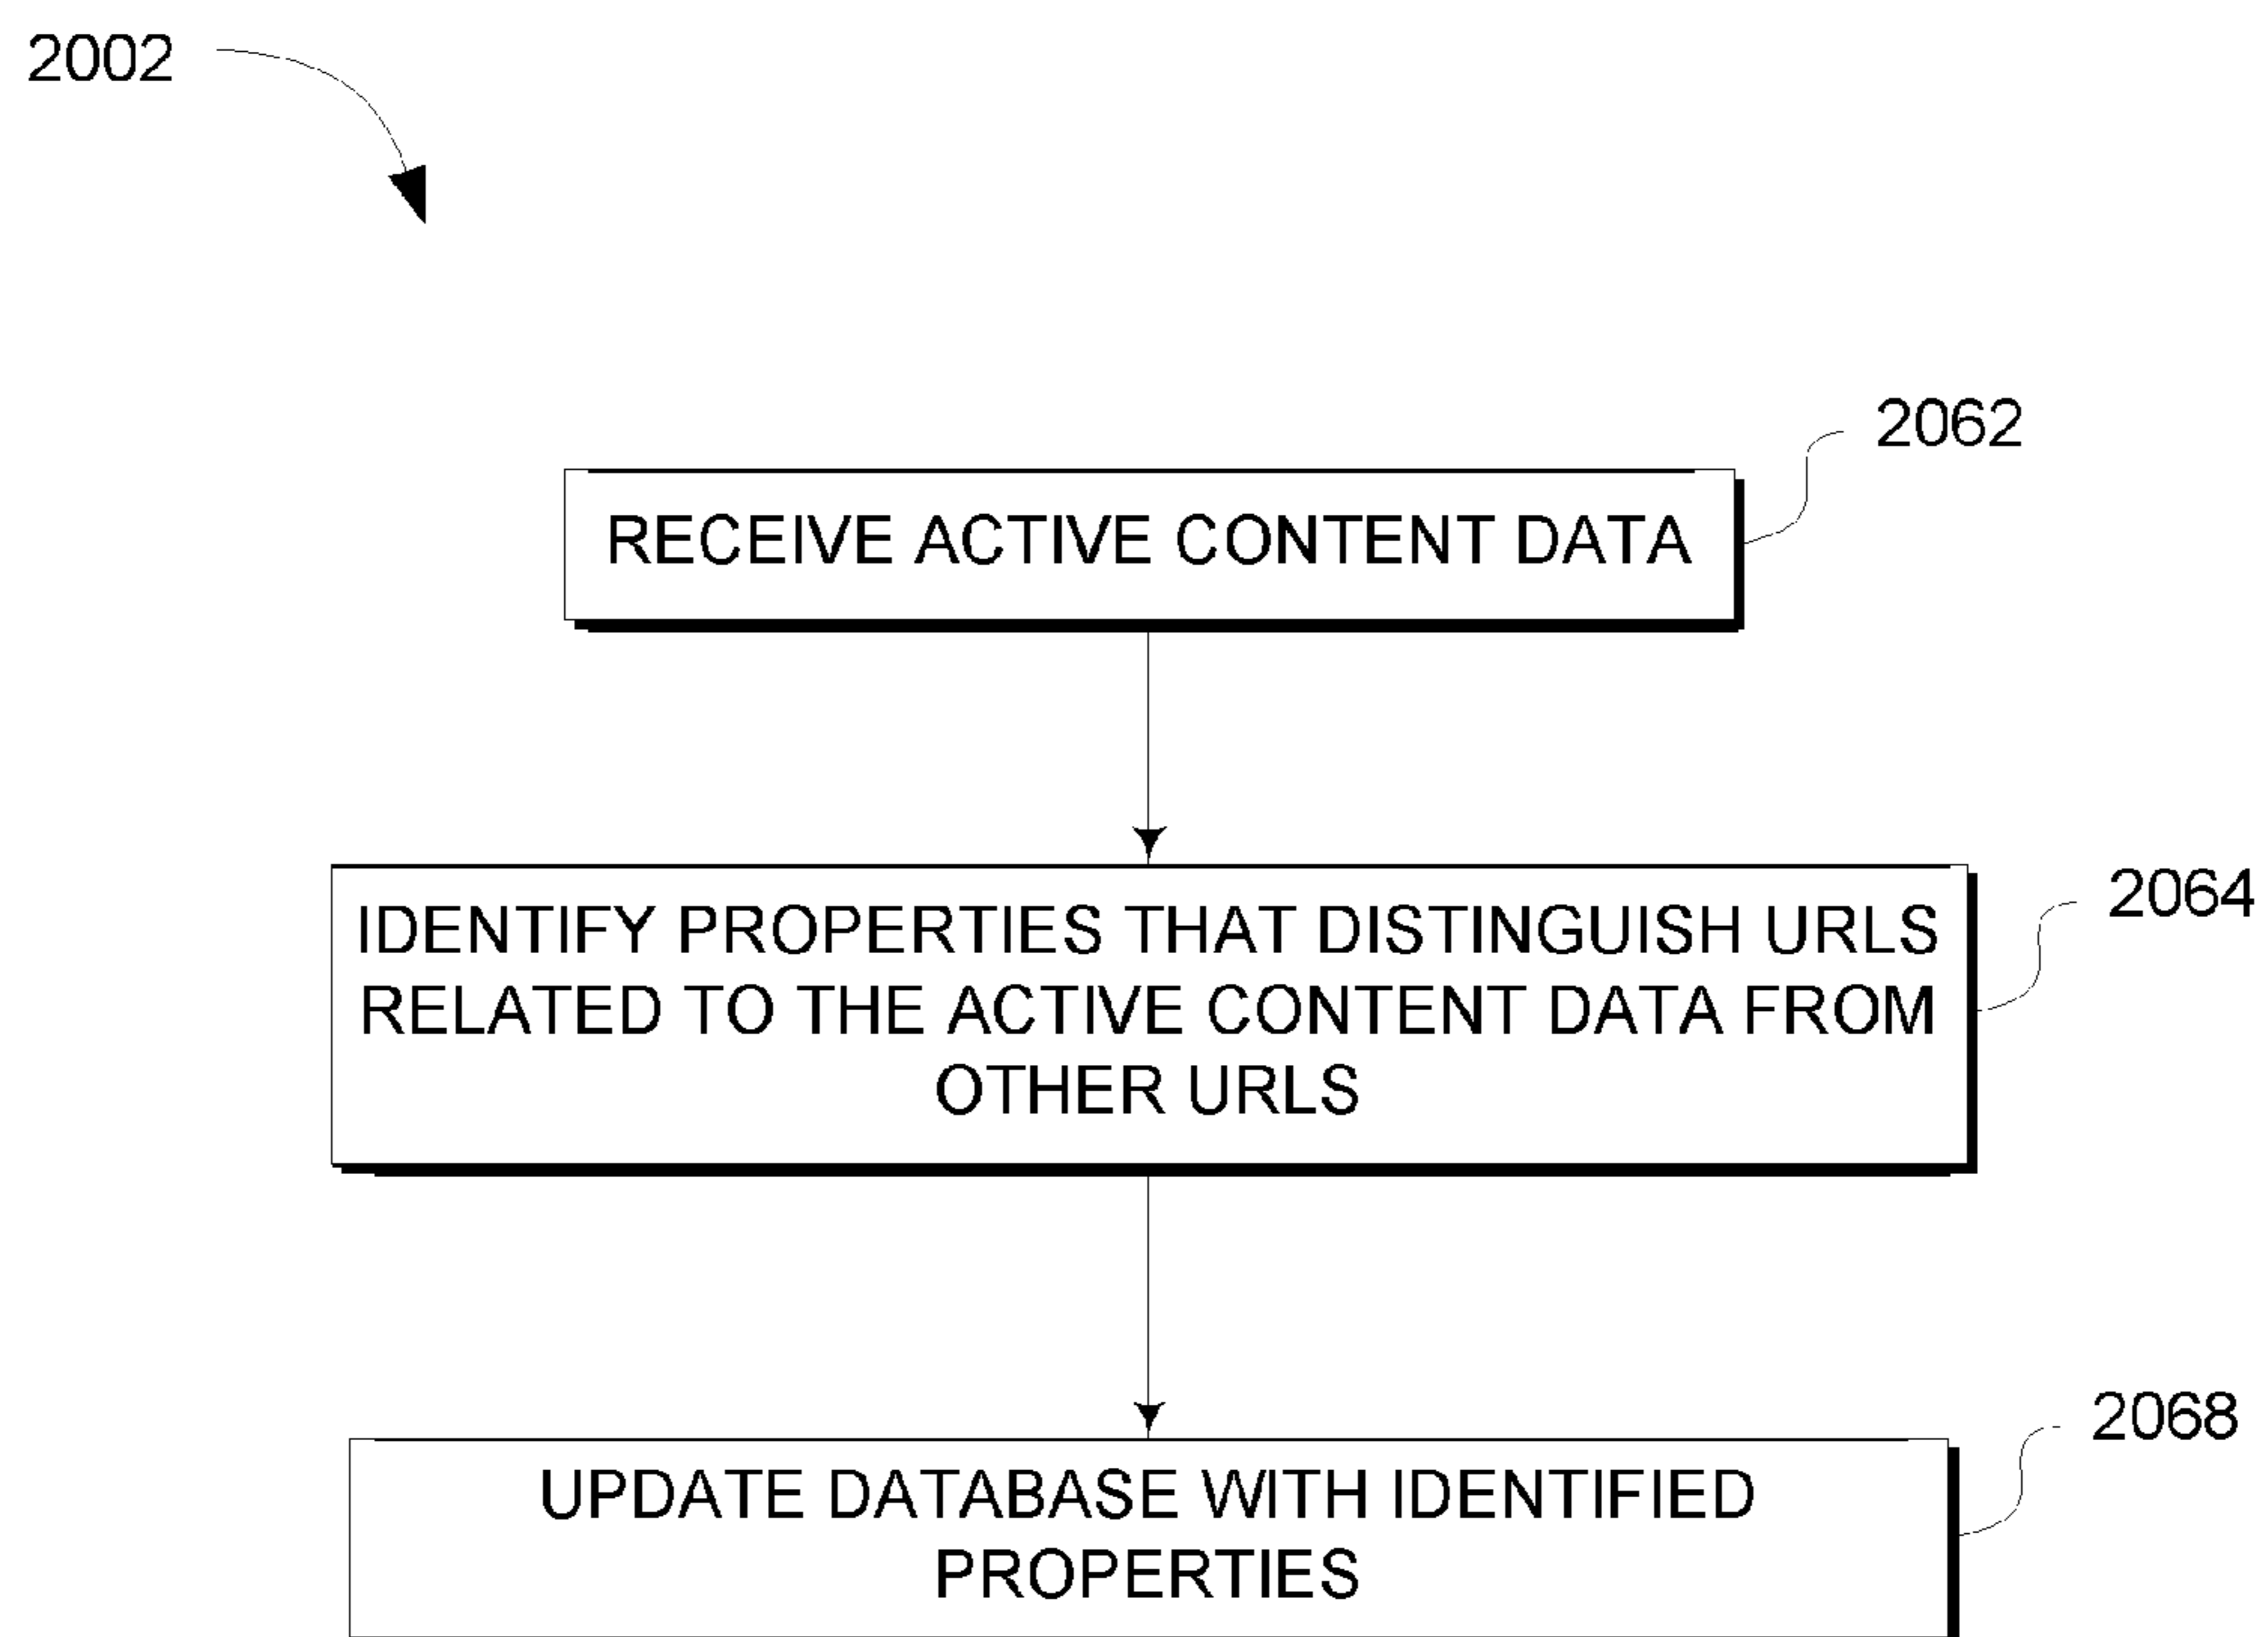 2002
2062
RECEIVE ACTIVE CONTENT DATA
2064
IDENTIFY PROPERTIES THAT DISTINGUISH URLS
RELATED TO THE ACTIVE CONTENT DATA FROM
OTHER URLS
2068
UPDATE DATABASE WITH IDENTIFIED
PROPERTIES